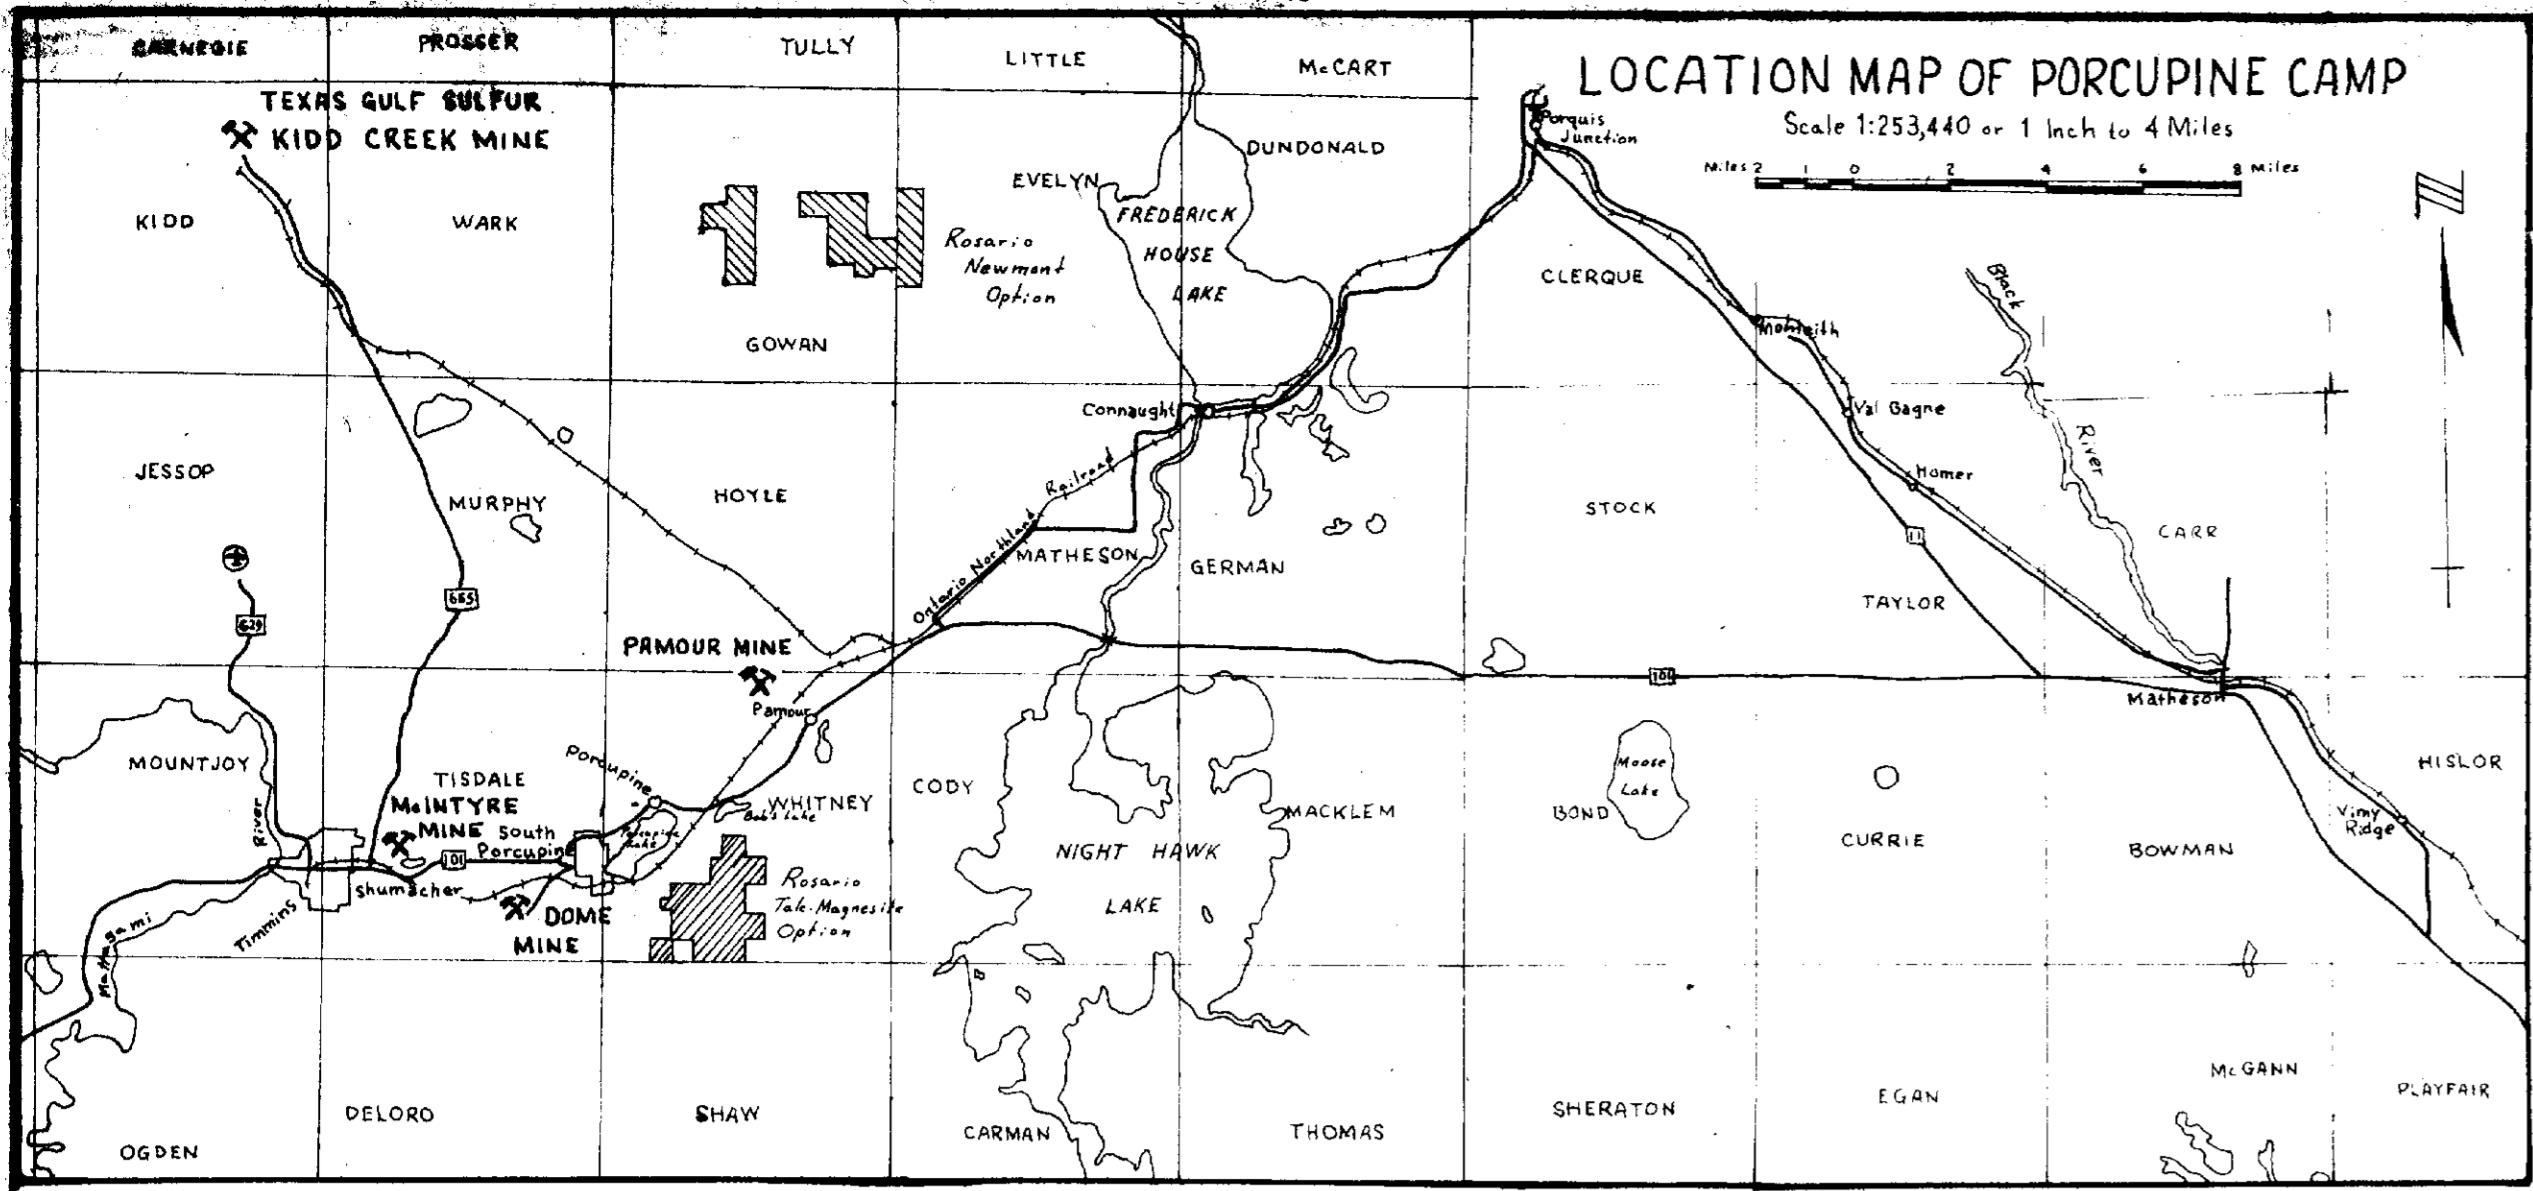 LOCATION MAP OF PORCUPINE CAMP
Scale 1:253,440 or 1 Inch to 4 Miles
Miles 2 1 0 2 4 6 8 Miles
CARNEGIE
PROSSER
TULLY
LITTLE
McCART
TEXAS GULF SULFUR
KIDD CREEK MINE
Porquis
Junction
DUNDONALD
EVELYN
KIDD
WARK
FREDERICK
HOUSE
LAKE
Rosario
Newmont
Option
CLERQUE
Black
River
GOWAN
Monteith
Connaught
Val Gagne
JESSOP
MURPHY
HOYLE
Ontario Northland Railroad
Homer
STOCK
11
CARR
MATHESON
GERMAN
TAYLOR
665
629
PAMOUR MINE
101
Matheson
Pamour
MOUNTJOY
TISDALE
Porcupine
CODY
WHITNEY
Bob's Lake
MACKLEM
Moose
Lake
BOND
HISLOR
McINTYRE
MINE
South
Porcupine
Porcupine
Lake
Vimy
Ridge
CURRIE
BOWMAN
River
101
NIGHT HAWK
LAKE
Shumacher
Rosario
Talc-Magnesite
Option
DOME
MINE
Timmins
Mattagami
OGDEN
DELORO
SHAW
CARMAN
THOMAS
SHERATON
EGAN
McGANN
PLAYFAIR